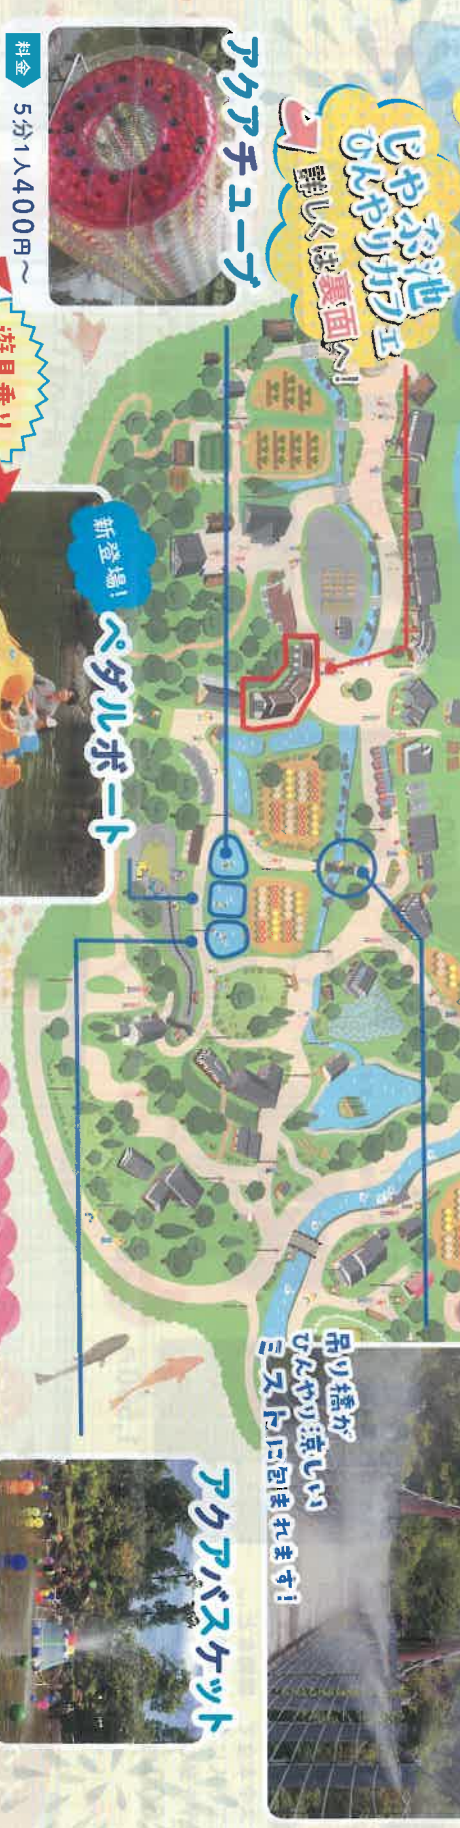 じゃぶ池
ひんやりカフェ
詳しくは裏面へ!
アクアチューブ
料金 5分1人400円〜
新登場!
ペダルボート
吊り橋が
ひんやり涼しい
ミストに包まれます!
アクアバスケット